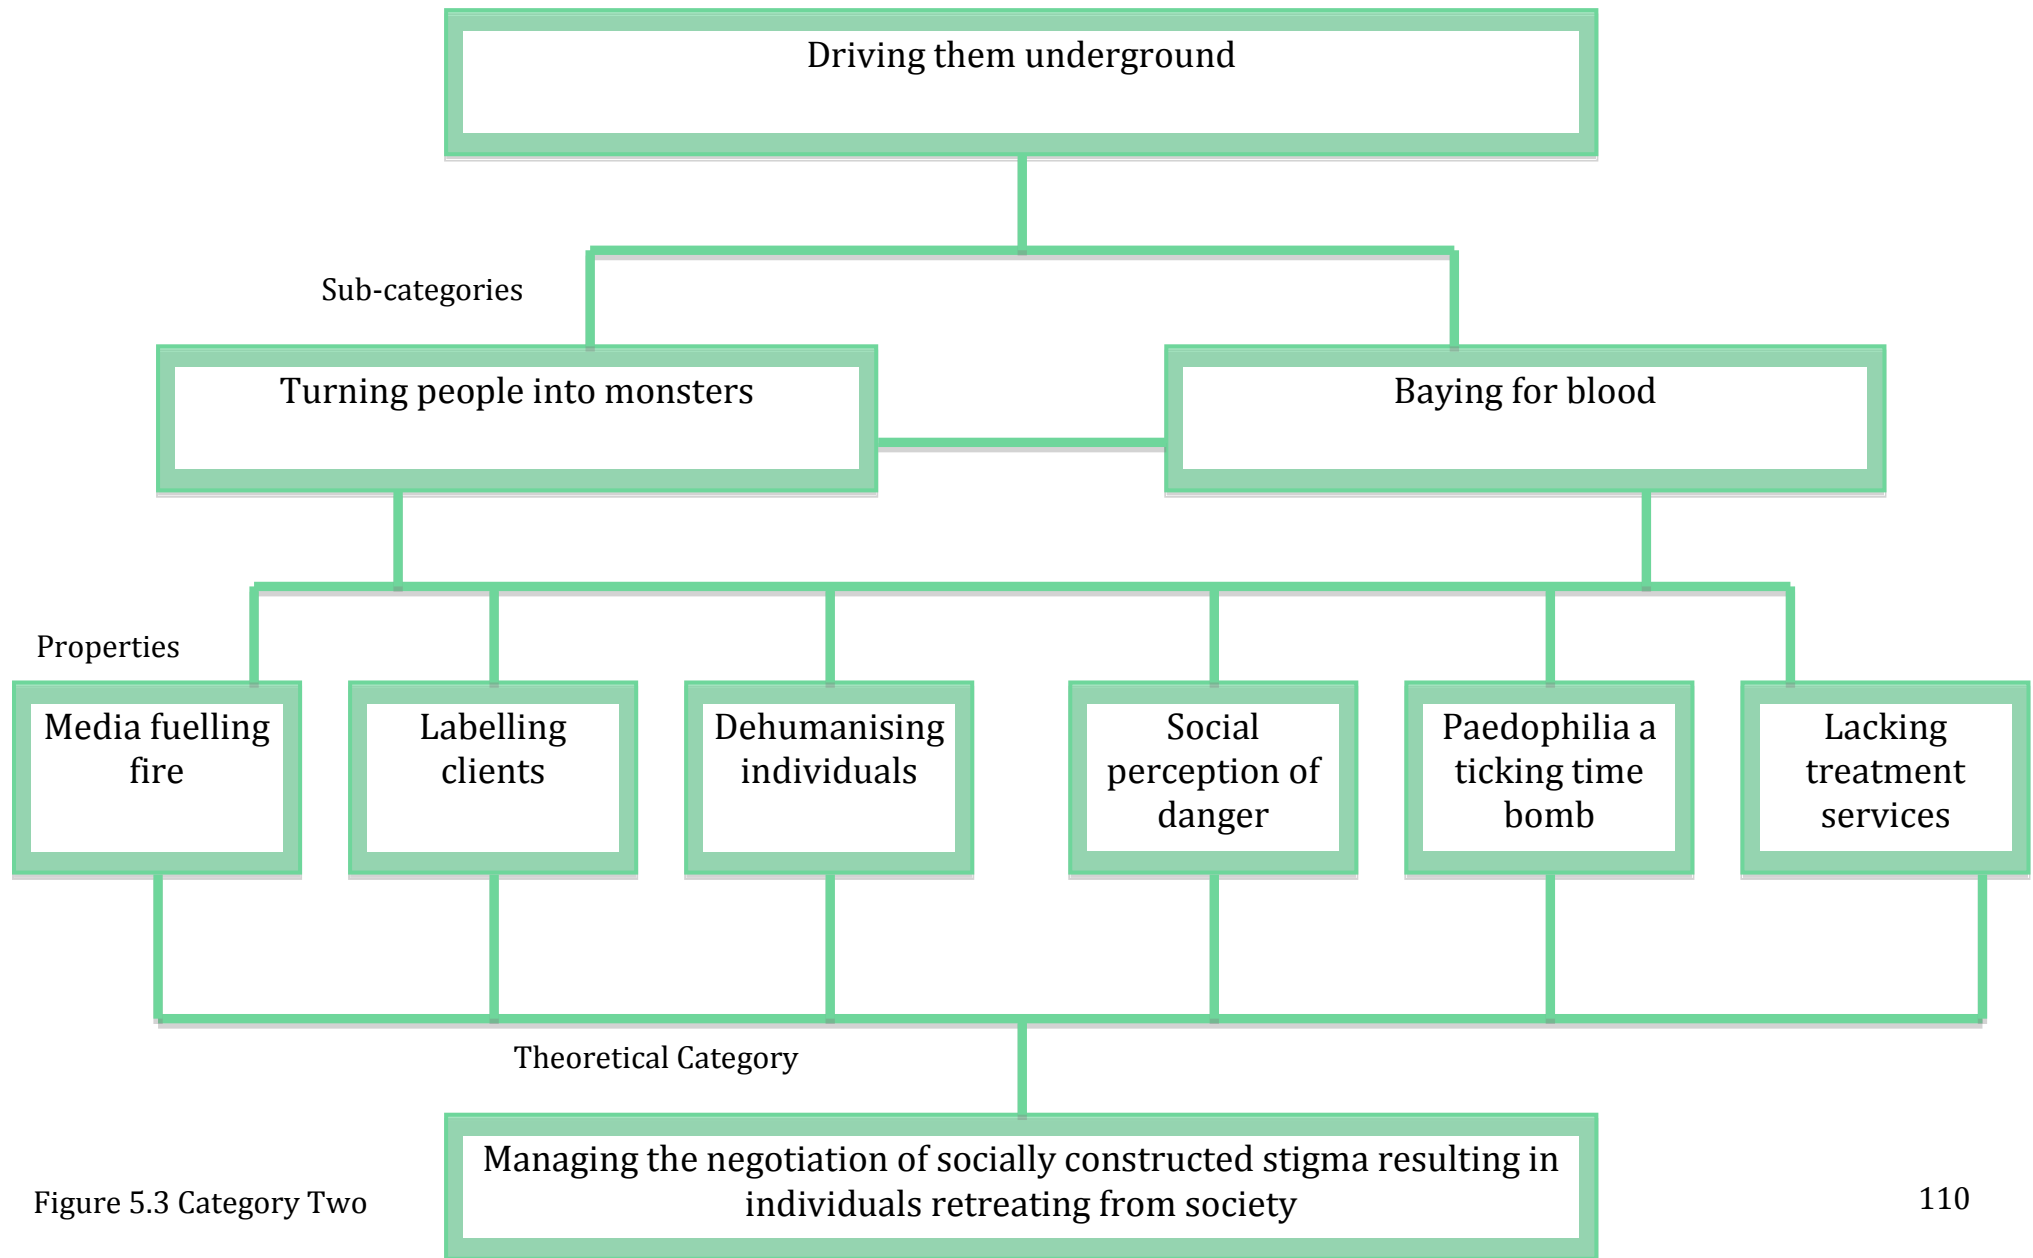 Driving them underground
Sub-categories
Turning people into monsters
Baying for blood
Properties
Media fuelling
fire
Labelling
clients
Dehumanising
individuals
Social
perception of
danger
Paedophilia a
ticking time
bomb
Lacking
treatment
services
Theoretical Category
Managing the negotiation of socially constructed stigma resulting in
individuals retreating from society
Figure 5.3 Category Two
110